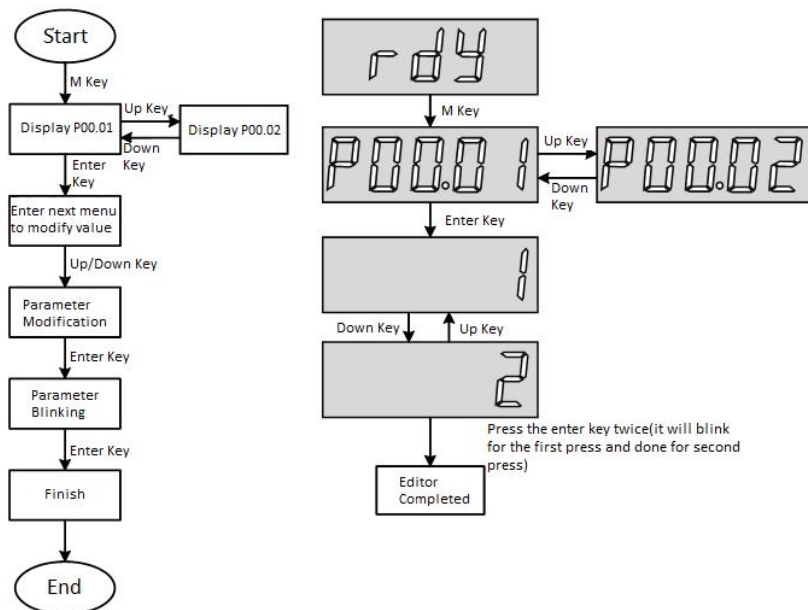 Start
M Key
Display P00.01
Up Key
Down
Key
Display P00.02
Enter
Key
Enter next menu
to modify value
Up/Down Key
Parameter
Modification
Enter Key
Parameter
Blinking
Enter Key
Finish
End
rdy
M Key
P00.01
Up Key
Down
Key
P00.02
Enter Key
1
Down Key
Up Key
2
Press the enter key twice(it will blink
for the first press and done for second
press)
Editor
Completed